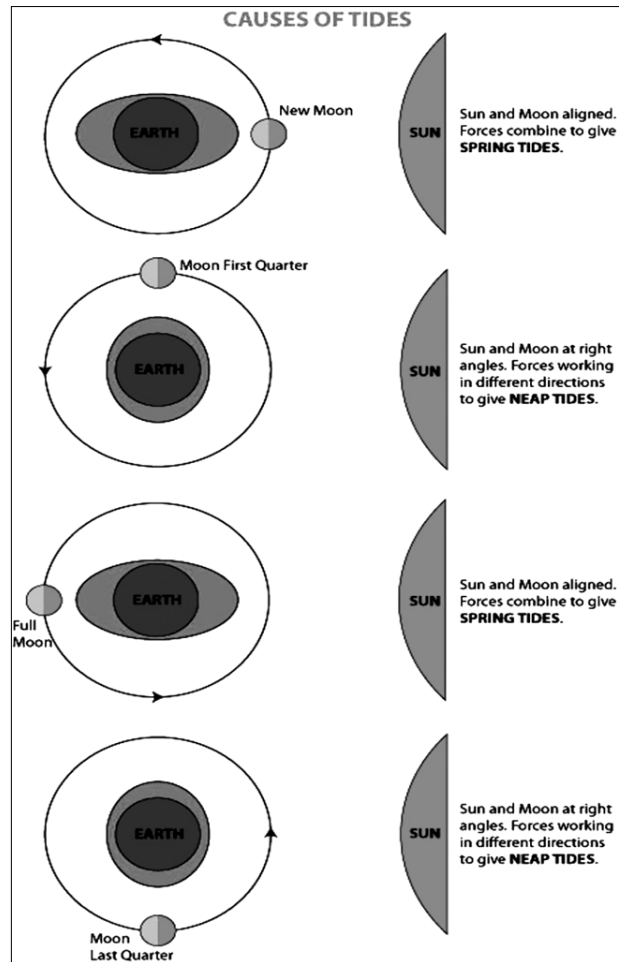 CAUSES OF TIDES
New Moon
EARTH
SUN
Sun and Moon aligned.
Forces combine to give
SPRING TIDES.
Moon First Quarter
EARTH
SUN
Sun and Moon at right
angles. Forces working
in different directions
to give NEAP TIDES.
EARTH
SUN
Sun and Moon aligned.
Forces combine to give
SPRING TIDES.
Full
Moon
EARTH
SUN
Sun and Moon at right
angles. Forces working
in different directions
to give NEAP TIDES.
Moon
Last Quarter